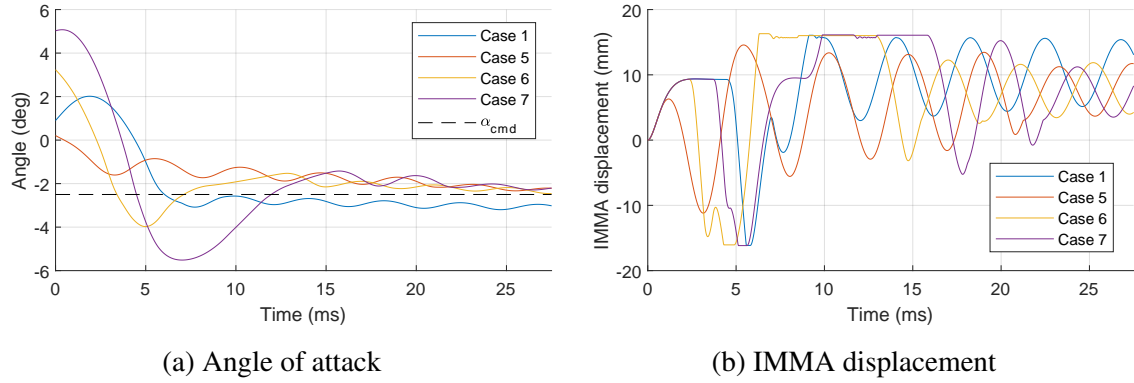 6
4
2
0
-2
-4
-6
Angle (deg)
0
5
10
15
20
25
Time (ms)
Case 1
Case 5
Case 6
Case 7
α_cmd
(a) Angle of attack
20
10
0
-10
-20
IMMA displacement (mm)
0
5
10
15
20
25
Time (ms)
Case 1
Case 5
Case 6
Case 7
(b) IMMA displacement